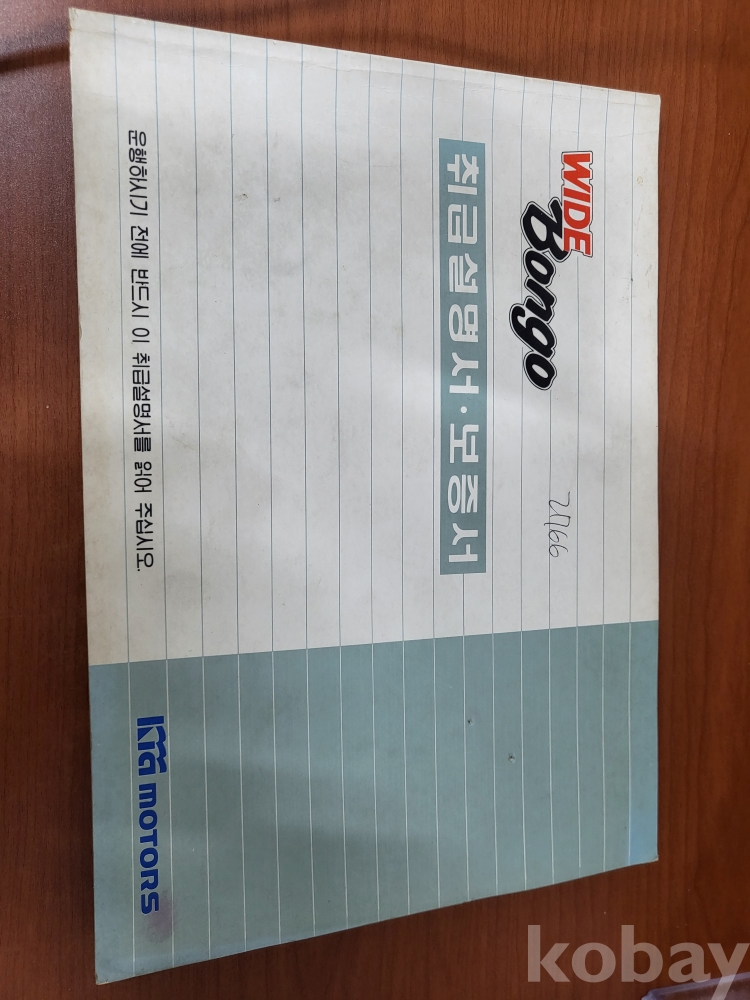 WIDE
Bongo
취급설명서·보증서
운행하시기 전에 반드시 이 취급설명서를 읽어 주십시오.
KIA MOTORS
kobay